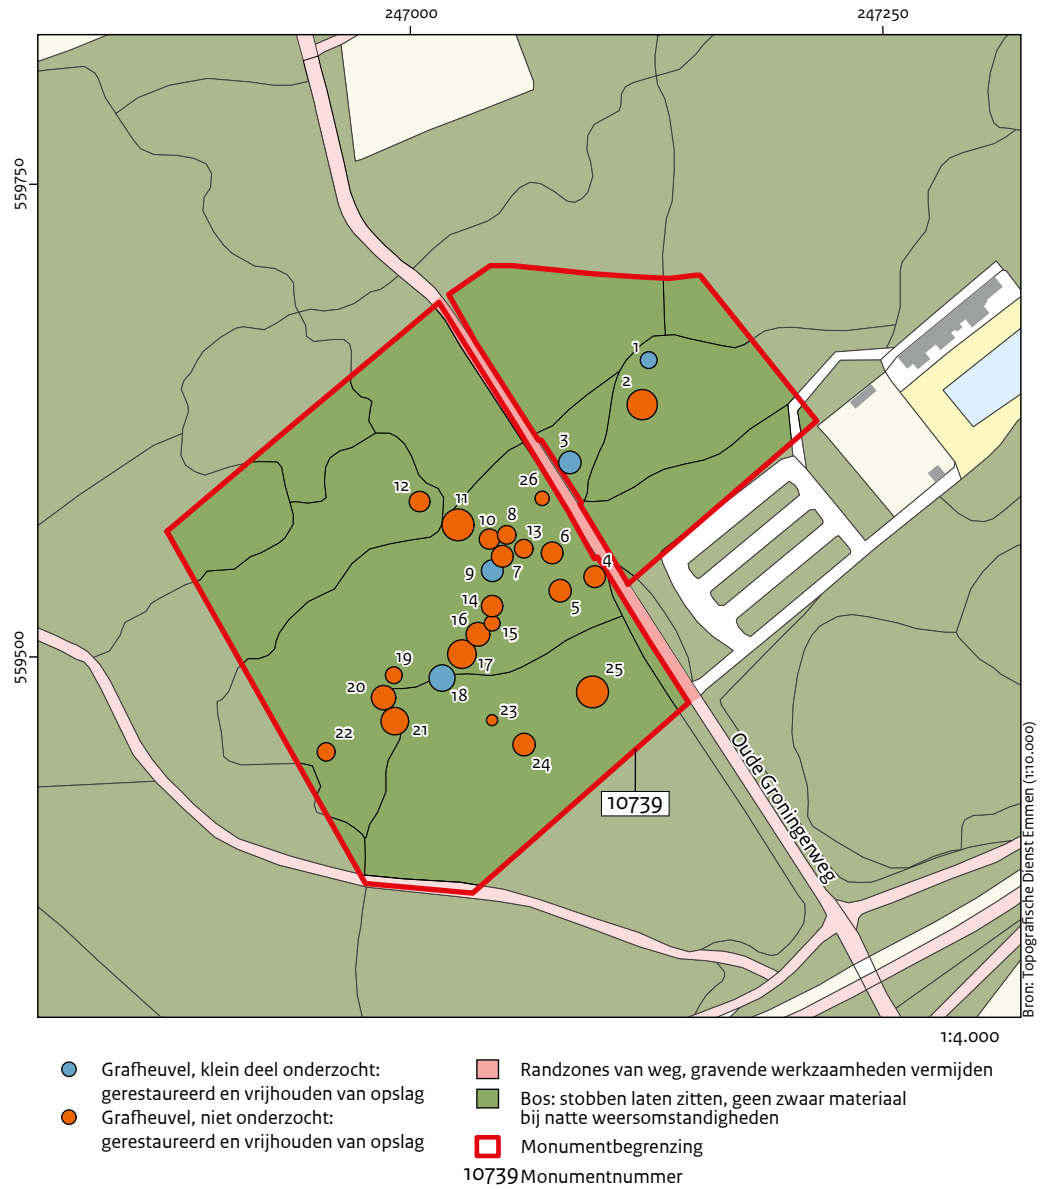 247000
247250
559750
559500
1
2
3
26
12
11
10
8
13
6
4
9
7
5
14
16
15
17
19
18
20
25
21
23
22
24
10739
Oude Groningerweg
Bron: Topografische Dienst Emmen (1:10.000)
1:4.000
Grafheuvel, klein deel onderzocht:
gerestaureerd en vrijhouden van opslag
Grafheuvel, niet onderzocht:
gerestaureerd en vrijhouden van opslag
Randzones van weg, gravende werkzaamheden vermijden
Bos: stobben laten zitten, geen zwaar materiaal
bij natte weersomstandigheden
Monumentbegrenzing
10739 Monumentnummer